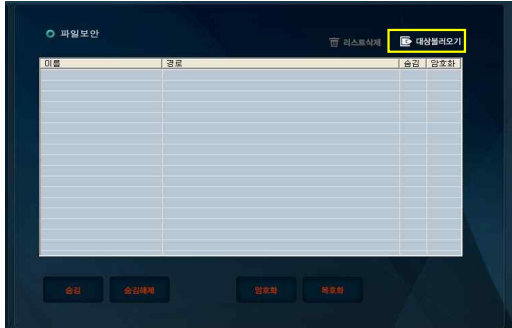 파일보안
리스트삭제 대상불러오기
이름 경로 숨김 암호화
숨김 숨김해제 암호화 복호화